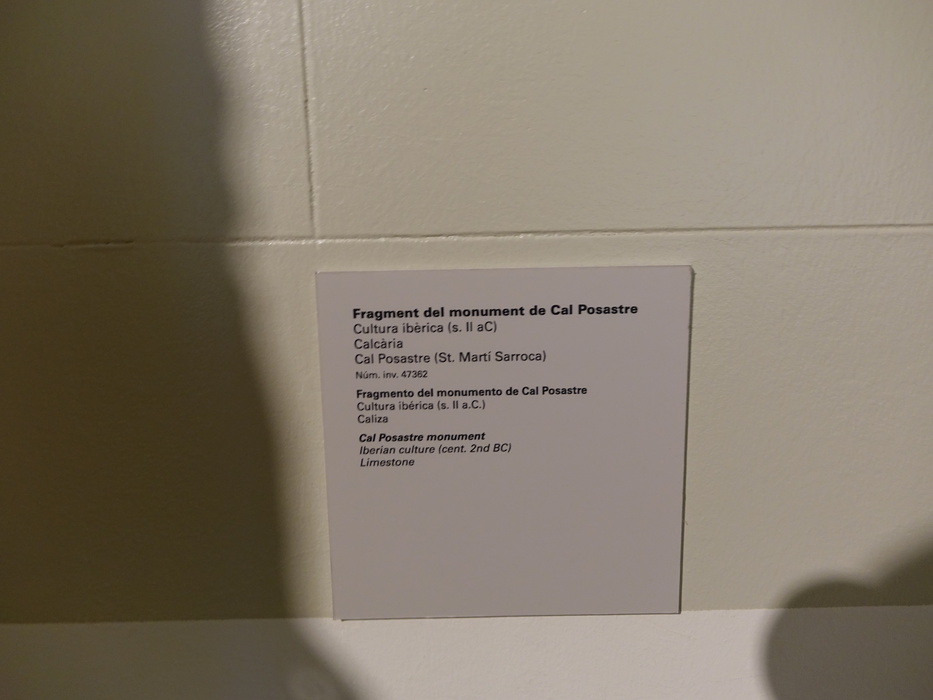 Fragment del monument de Cal Posastre
Cultura ibèrica (s. II aC)
Calcària
Cal Posastre (St. Martí Sarroca)
Núm. inv. 47362
Fragmento del monumento de Cal Posastre
Cultura ibérica (s. II a.C.)
Caliza
Cal Posastre monument
Iberian culture (cent. 2nd BC)
Limestone